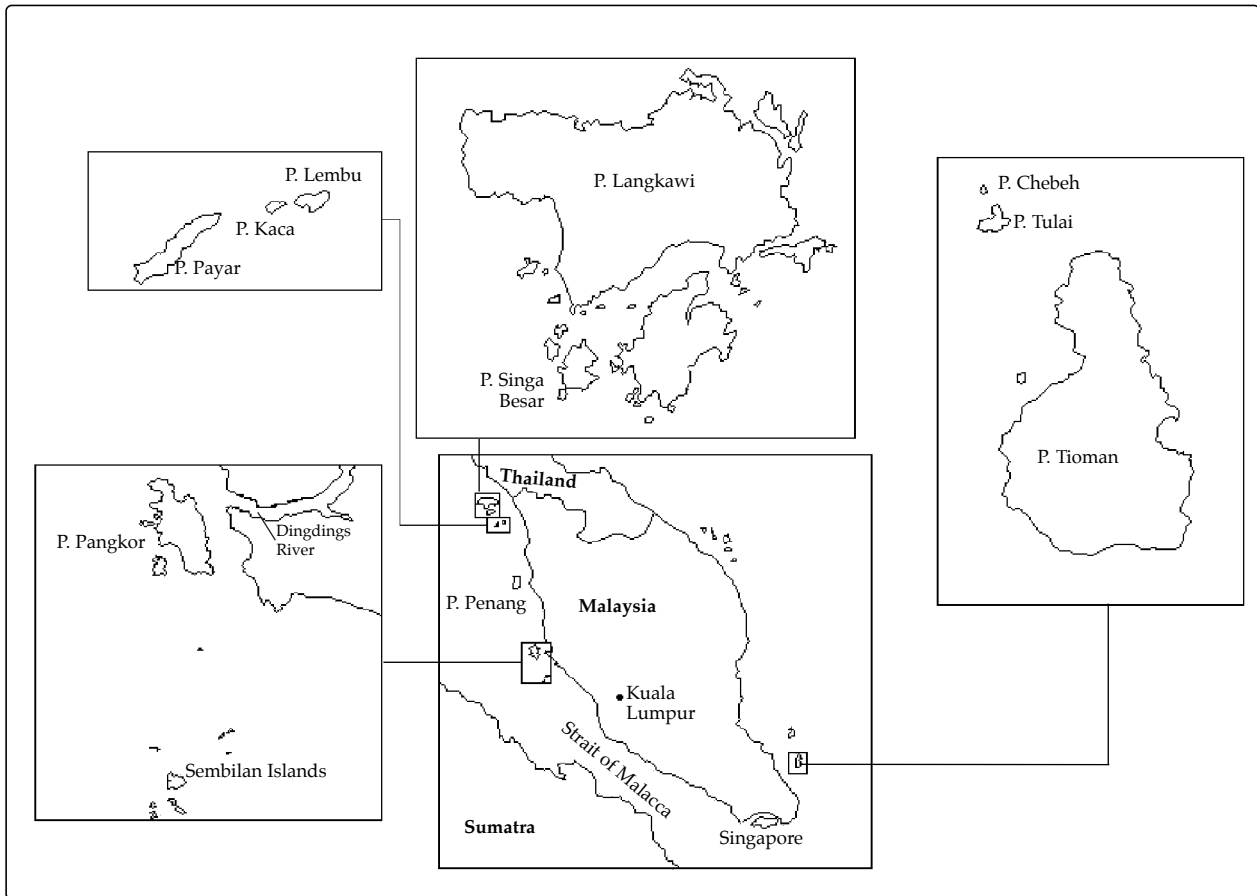 P. Langkawi
P. Singa
Besar
P. Lembu
P. Kaca
P. Payar
P. Chebeh
P. Tulai
P. Tioman
Dingdings
River
P. Pangkor
Sembilan Islands
Thailand
P. Penang
Malaysia
Kuala
Lumpur
Strait of Malacca
Sumatra
Singapore